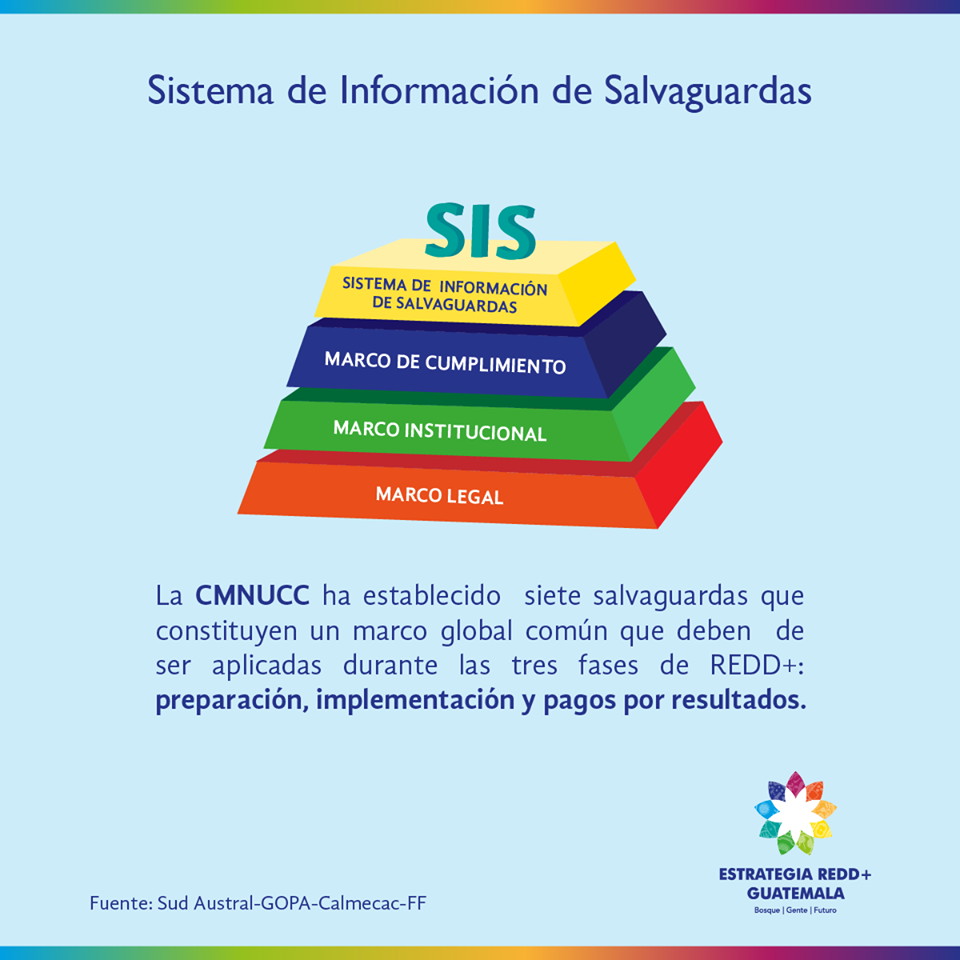 Sistema de Información de Salvaguardas
SIS
SISTEMA DE INFORMACIÓN
DE SALVAGUARDAS
MARCO DE CUMPLIMIENTO
MARCO INSTITUCIONAL
MARCO LEGAL
La CMNUCC ha establecido siete salvaguardas que
constituyen un marco global común que deben de
ser aplicadas durante las tres fases de REDD+:
preparación, implementación y pagos por resultados.
ESTRATEGIA REDD+
GUATEMALA
Bosque | Gente | Futuro
Fuente: Sud Austral-GOPA-Calmecac-FF